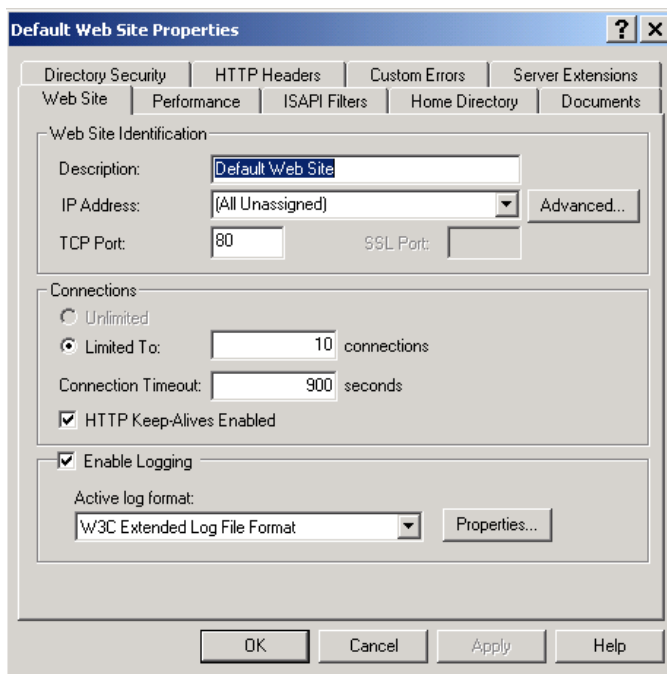 Default Web Site Properties
Directory Security HTTP Headers Custom Errors Server Extensions
Web Site Performance ISAPI Filters Home Directory Documents
Web Site Identification
Description: Default Web Site
IP Address: (All Unassigned) Advanced...
TCP Port: 80 SSL Port:
Connections
Unlimited
Limited To: 10 connections
Connection Timeout: 900 seconds
HTTP Keep-Alives Enabled
Enable Logging
Active log format:
W3C Extended Log File Format Properties...
OK Cancel Apply Help